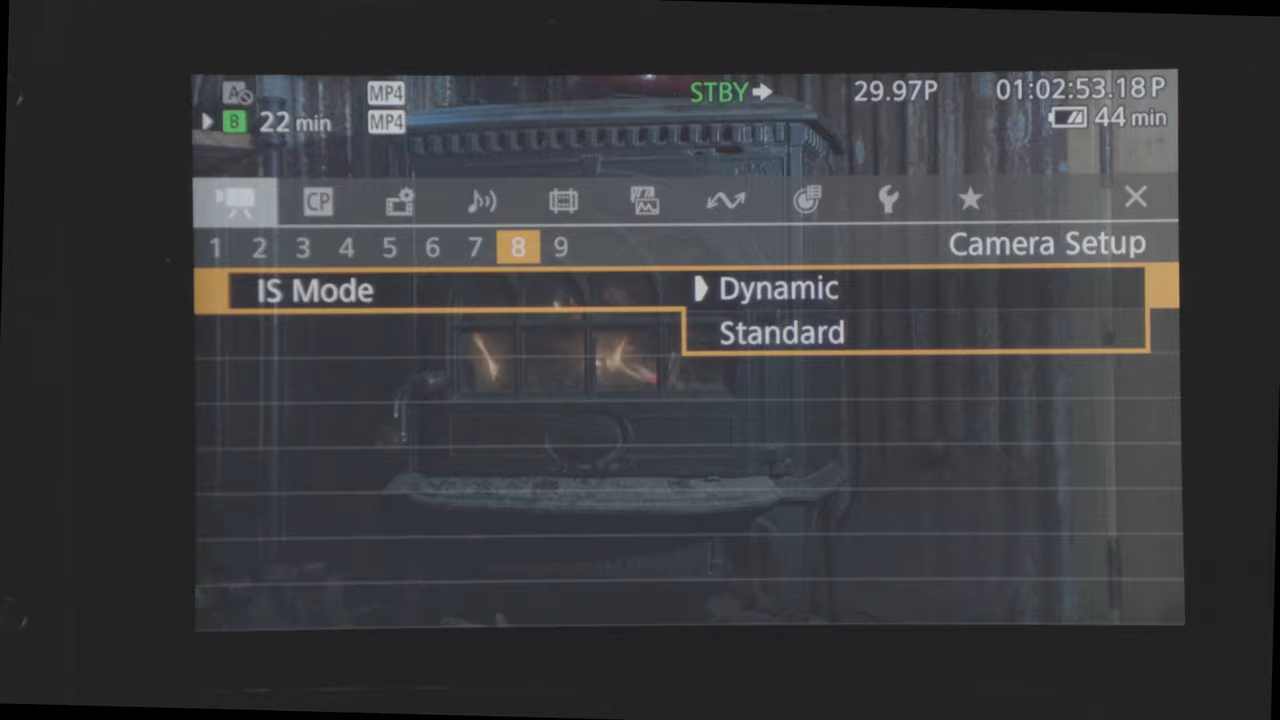 A MP4 STBY 29.97P 01:02:53.18 P
B 22 min MP4 44 min
CP
1 2 3 4 5 6 7 8 9 Camera Setup
IS Mode Dynamic
Standard